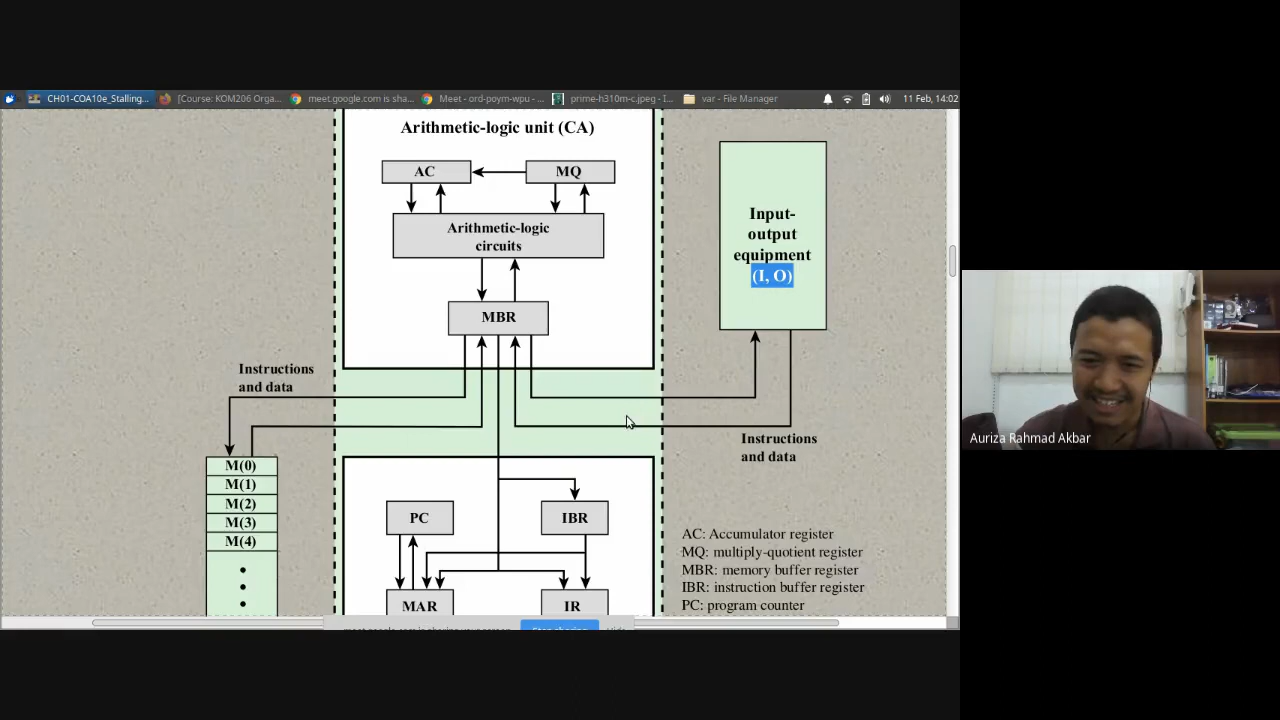 CH01-COA10e_Stalling... [Course: KOM206 Orga... meet.google.com is sha... Meet - ord-poym-wpu - ... prime-h310m-c.jpeg - I... var - File Manager 11 Feb, 14:02
Arithmetic-logic unit (CA)
AC MQ
Arithmetic-logic
circuits
MBR
Input-
output
equipment
(I, O)
Instructions
and data
Instructions
and data
M(0)
M(1)
M(2)
M(3)
M(4)
PC IBR
MAR IR
AC: Accumulator register
MQ: multiply-quotient register
MBR: memory buffer register
IBR: instruction buffer register
PC: program counter
Auriza Rahmad Akbar